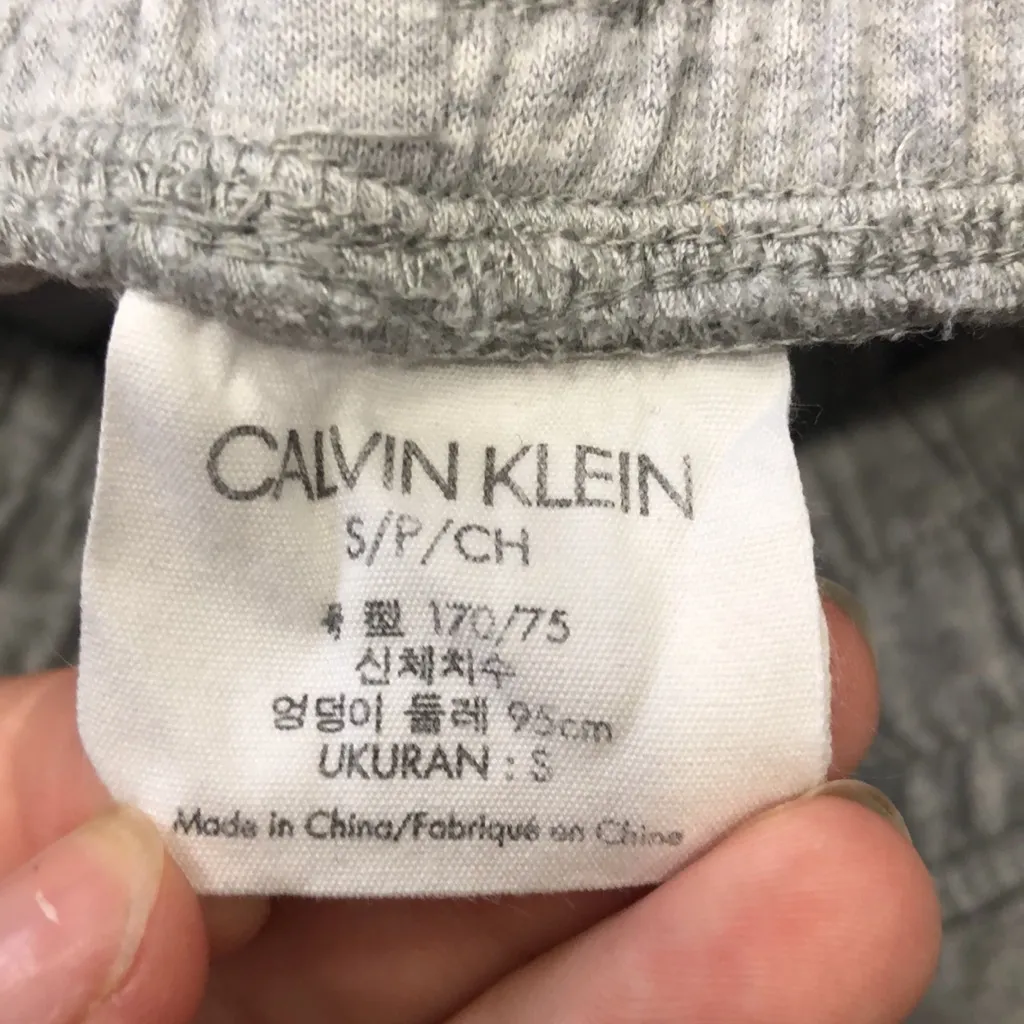 CALVIN KLEIN
S/P/CH
型 170/75
신체치수
엉덩이 둘레 95cm
UKURAN : S
Made in China/Fabriqué en Chine